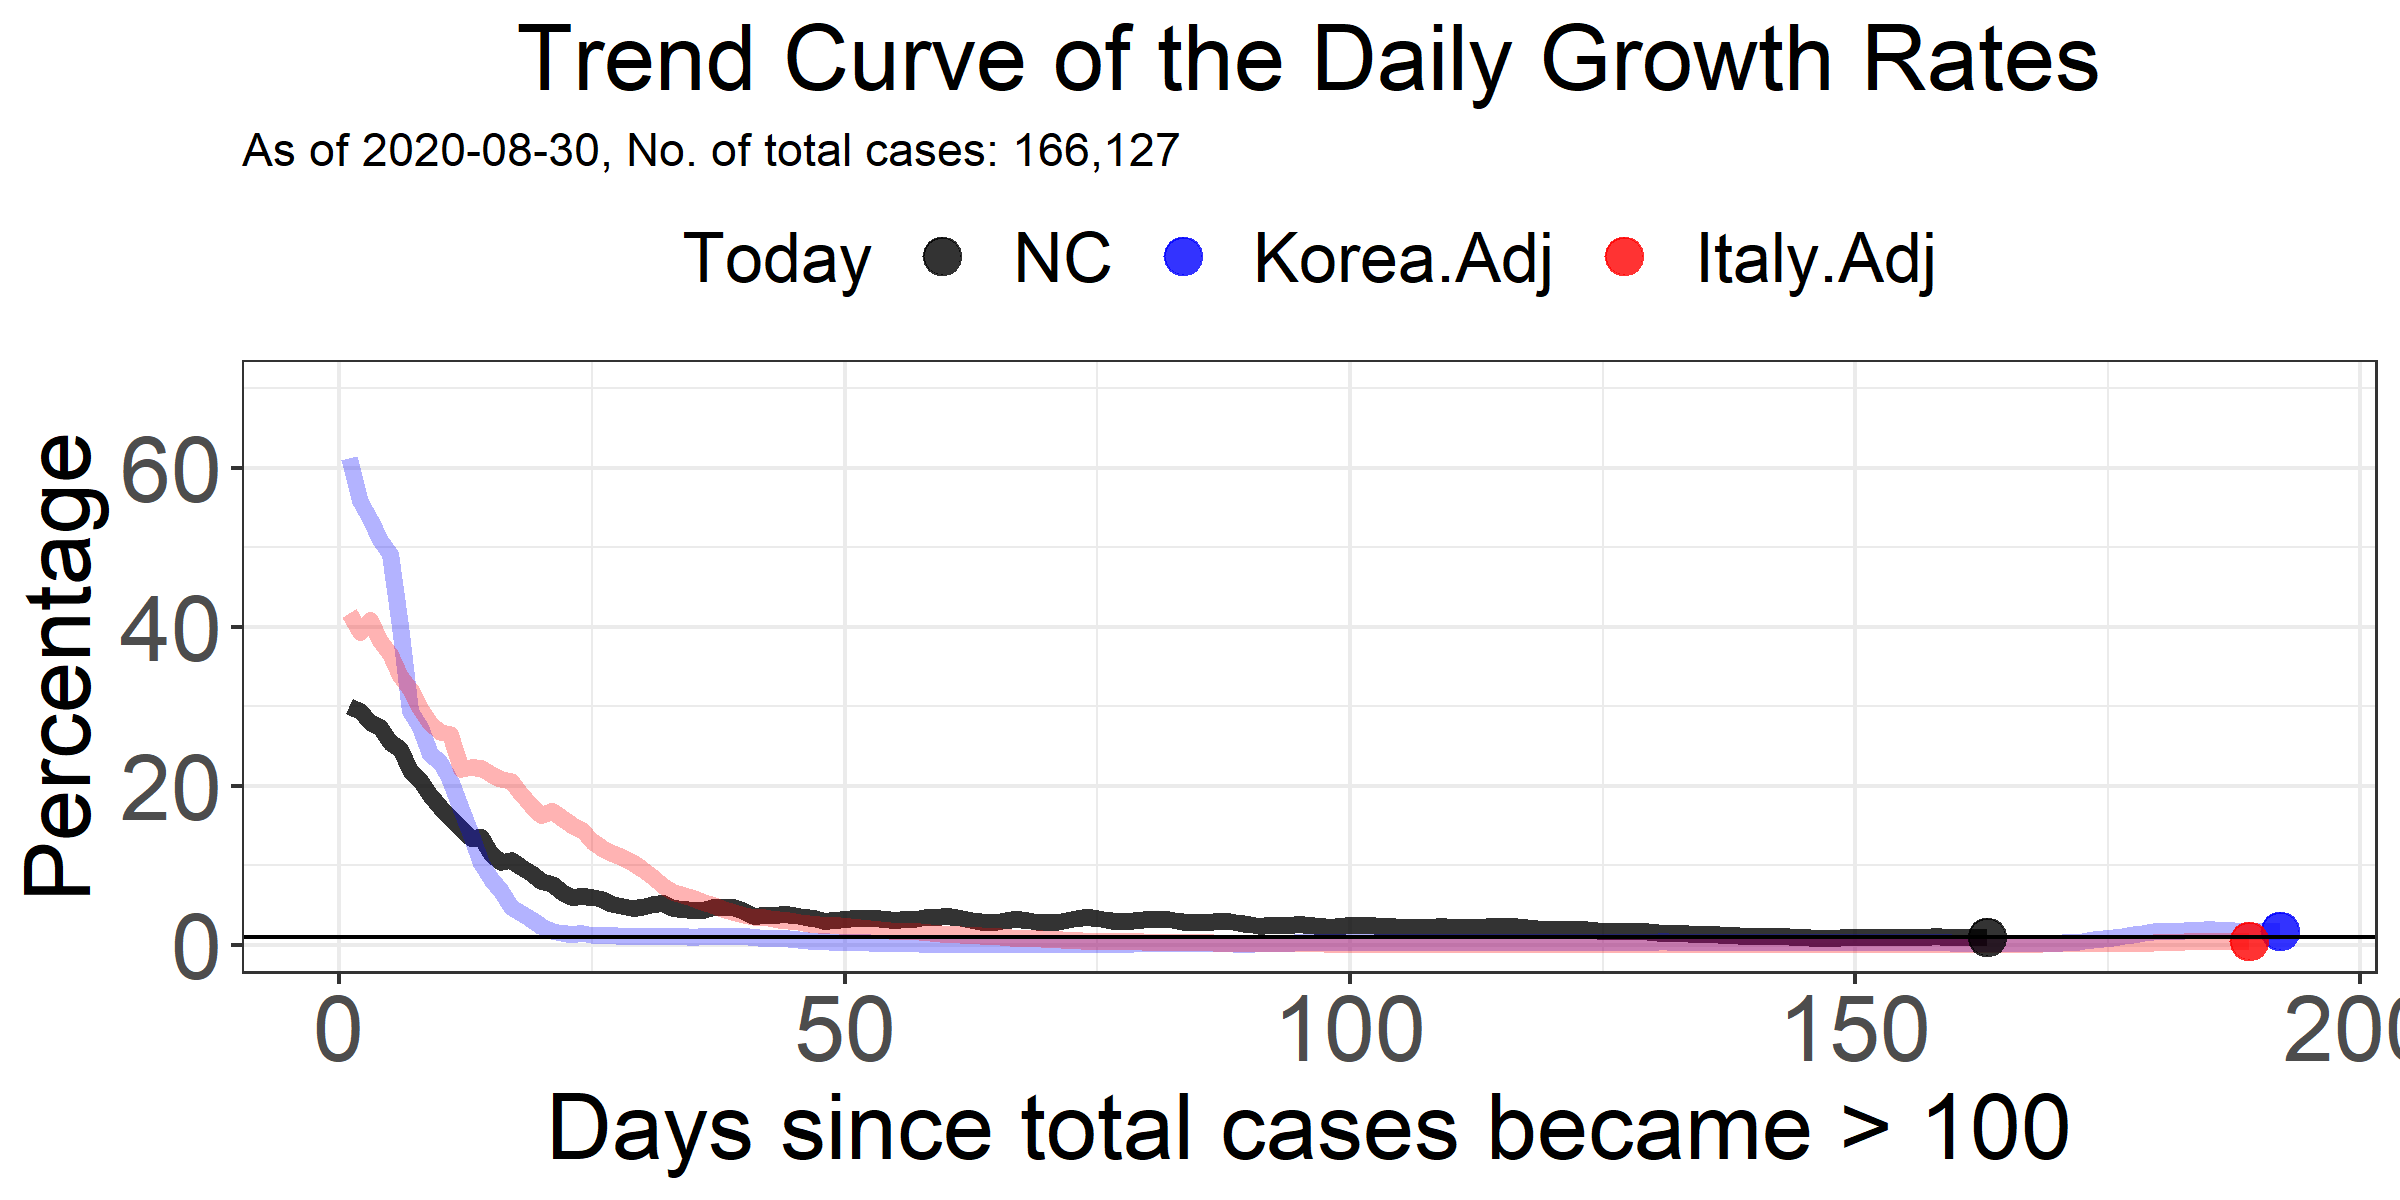 Trend Curve of the Daily Growth Rates
As of 2020-08-30, No. of total cases: 166,127
Today NC Korea.Adj Italy.Adj
Percentage
60
40
20
0
0 50 100 150 200
Days since total cases became > 100